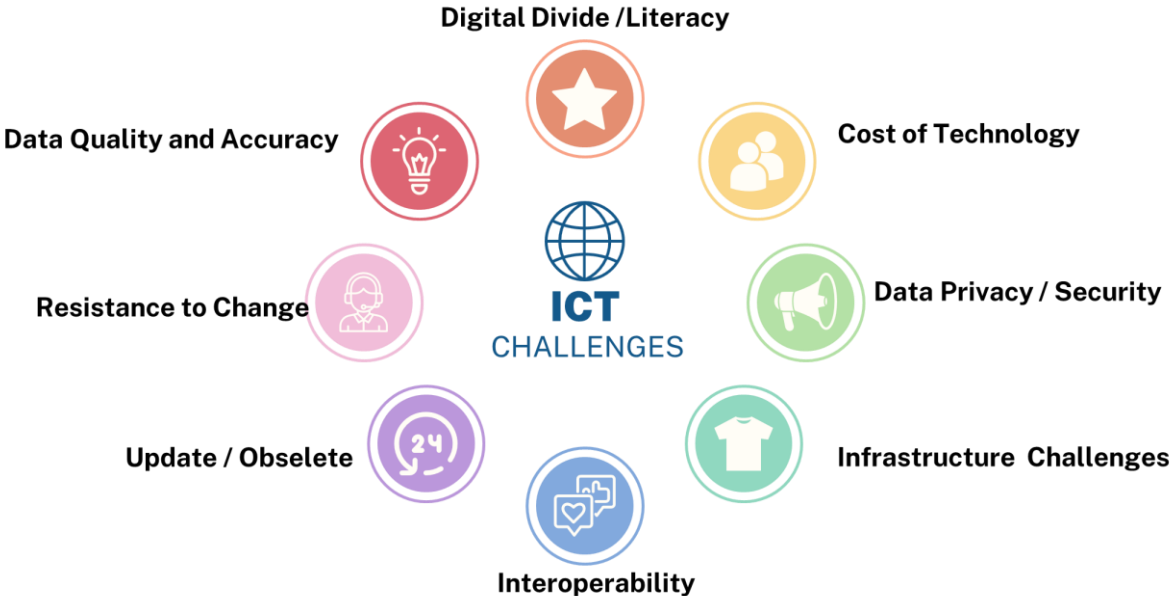 Digital Divide /Literacy
Data Quality and Accuracy
Cost of Technology
ICT
CHALLENGES
Resistance to Change
Data Privacy / Security
Update / Obselete
24
Infrastructure  Challenges
Interoperability